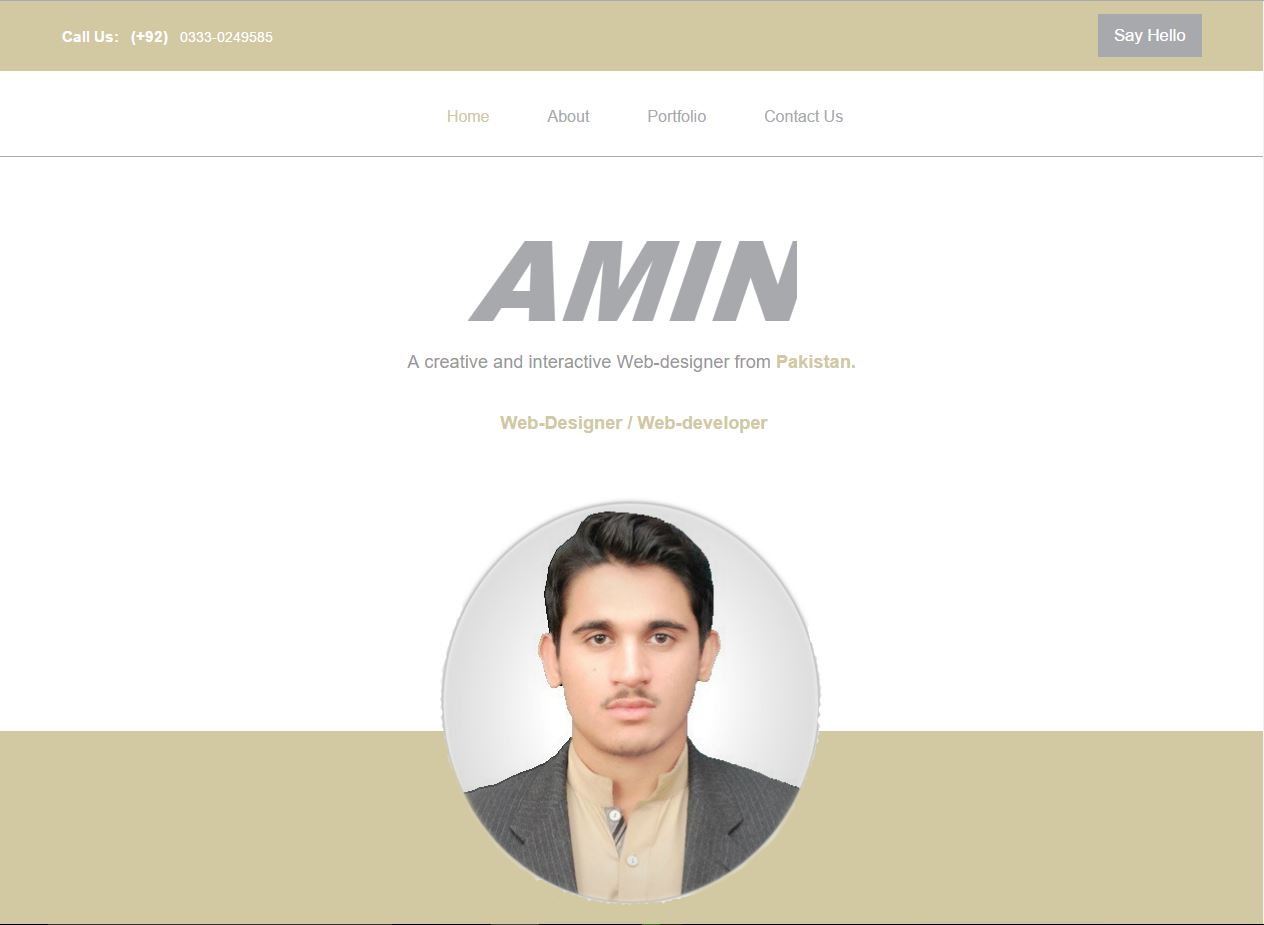 Call Us: (+92) 0333-0249585
Say Hello
Home About Portfolio Contact Us
AMIN
A creative and interactive Web-designer from Pakistan.
Web-Designer / Web-developer